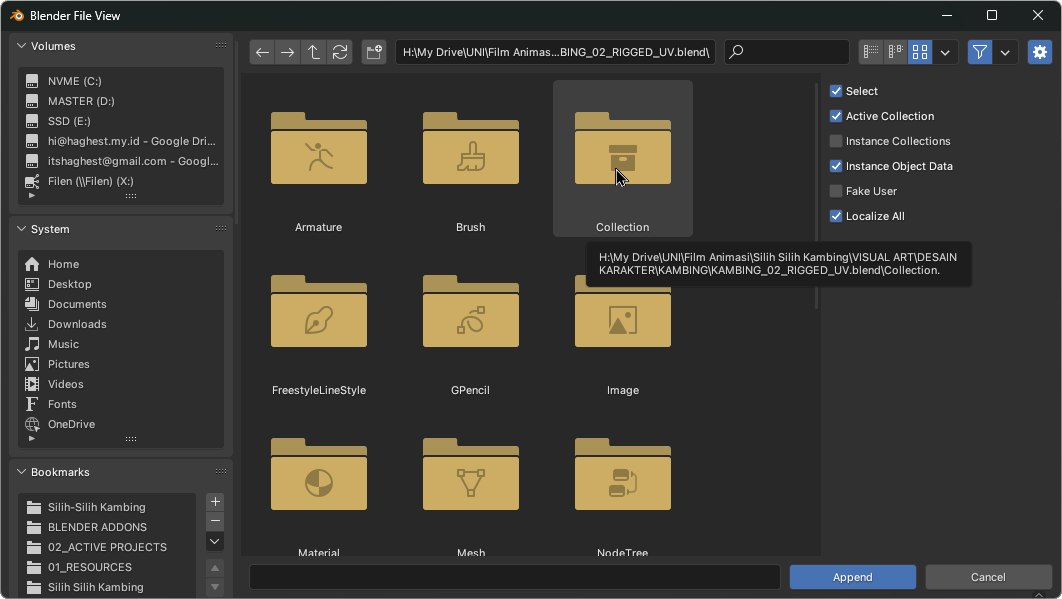 Blender File View
Volumes
NVME (C:)
MASTER (D:)
SSD (E:)
hi@haghest.my.id - Google Dri...
itshaghest@gmail.com - Googl...
Filen (\\Filen) (X:)
System
Home
Desktop
Documents
Downloads
Music
Pictures
Videos
Fonts
OneDrive
Bookmarks
Silih-Silih Kambing
BLENDER ADDONS
02_ACTIVE PROJECTS
01_RESOURCES
Silih Silih Kambing
H:\My Drive\UNI\Film Animas...BING_02_RIGGED_UV.blend\
Armature
Brush
Collection
FreestyleLineStyle
GPencil
Image
Material
Mesh
NodeTree
H:\My Drive\UNI\Film Animasi\Silih Silih Kambing\VISUAL ART\DESAIN
KARAKTER\KAMBING\KAMBING_02_RIGGED_UV.blend\Collection.
Select
Active Collection
Instance Collections
Instance Object Data
Fake User
Localize All
Append
Cancel